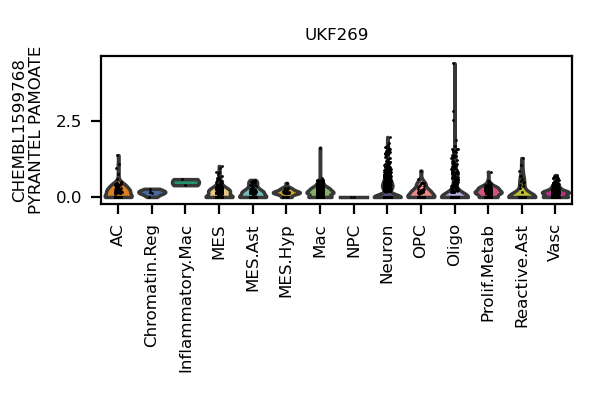 UKF269
CHEMBL1599768
PYRANTEL PAMOATE
2.5
0.0
AC
Chromatin.Reg
Inflammatory.Mac
MES
MES.Ast
MES.Hyp
Mac
NPC
Neuron
OPC
Oligo
Prolif.Metab
Reactive.Ast
Vasc